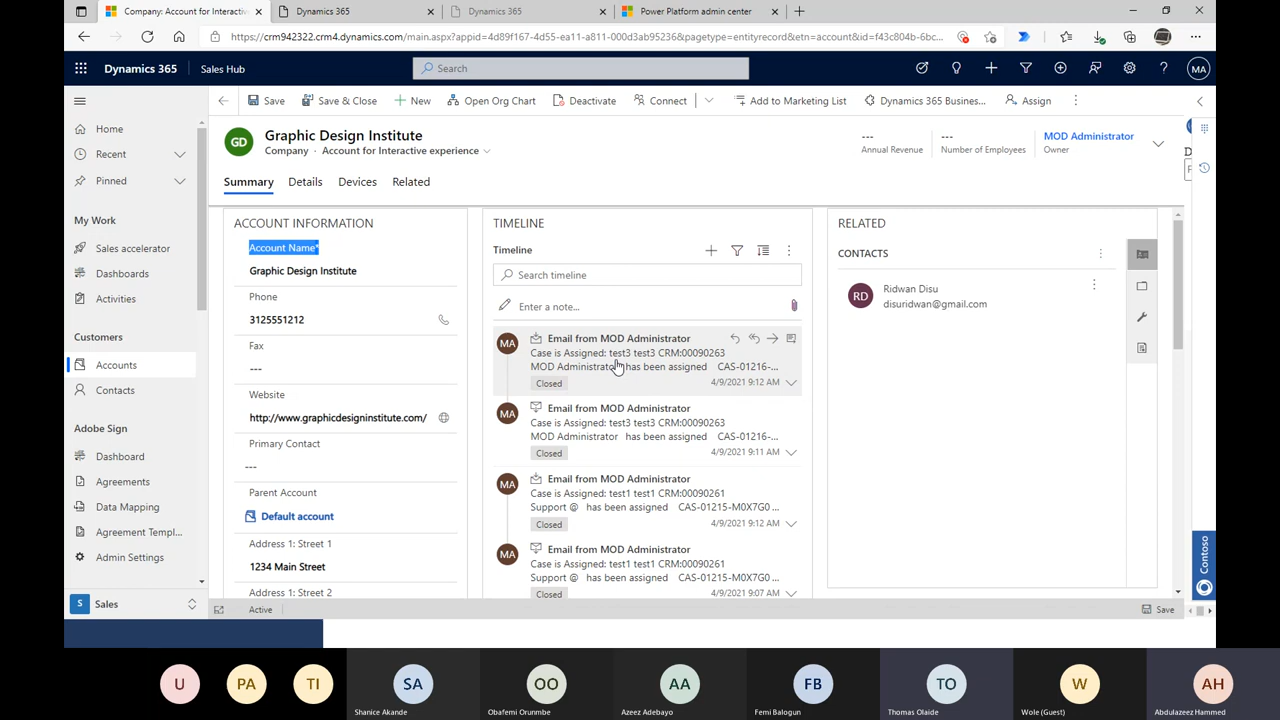 Company: Account for Interactive
Dynamics 365
Dynamics 365
Power Platform admin center
https://crm942322.crm4.dynamics.com/main.aspx?appid=4d89f167-4d55-ea11-a811-000d3ab95236&pagetype=entityrecord&etn=account&id=f43c804b-6bc...
Dynamics 365
Sales Hub
Search
MA
Save
Save & Close
New
Open Org Chart
Deactivate
Connect
Add to Marketing List
Dynamics 365 Busines...
Assign
Home
Recent
Pinned
My Work
Sales accelerator
Dashboards
Activities
Customers
Accounts
Contacts
Adobe Sign
Dashboard
Agreements
Data Mapping
Agreement Templ...
Admin Settings
S
Sales
GD
Graphic Design Institute
Company · Account for Interactive experience
---
Annual Revenue
---
Number of Employees
MOD Administrator
Owner
Summary
Details
Devices
Related
ACCOUNT INFORMATION
Account Name*
Graphic Design Institute
Phone
3125551212
Fax
---
Website
http://www.graphicdesigninstitute.com/
Primary Contact
---
Parent Account
Default account
Address 1: Street 1
1234 Main Street
Address 1: Street 2
TIMELINE
Timeline
Search timeline
Enter a note...
MA
Email from MOD Administrator
Case is Assigned: test3 test3 CRM:00090263
MOD Administrator has been assigned CAS-01216-...
Closed
4/9/2021 9:12 AM
MA
Email from MOD Administrator
Case is Assigned: test3 test3 CRM:00090263
MOD Administrator has been assigned CAS-01216-...
Closed
4/9/2021 9:11 AM
MA
Email from MOD Administrator
Case is Assigned: test1 test1 CRM:00090261
Support @ has been assigned CAS-01215-M0X7G0 ...
Closed
4/9/2021 9:12 AM
MA
Email from MOD Administrator
Case is Assigned: test1 test1 CRM:00090261
Support @ has been assigned CAS-01215-M0X7G0 ...
Closed
4/9/2021 9:07 AM
RELATED
CONTACTS
RD
Ridwan Disu
disuridwan@gmail.com
Contoso
Active
Save
U
PA
TI
SA
Shanice Akande
OO
Obafemi Orunmbe
AA
Azeez Adebayo
FB
Femi Balogun
TO
Thomas Olaide
W
Wole (Guest)
AH
Abdulazeez Hammed